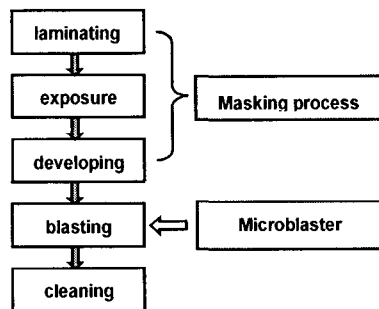 laminating
exposure
Masking process
developing
blasting
Microblaster
cleaning